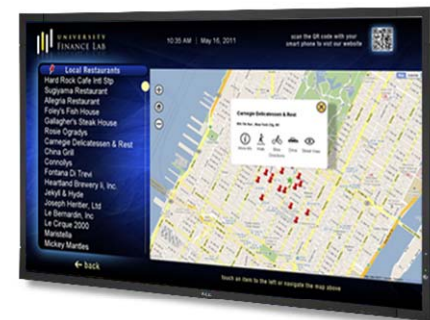 UNIVERSITY
FINANCE LAB
10:35 AM | May 16, 2011
scan the QR code with your
smart phone to visit our website
Local Restaurants
Hard Rock Cafe Intl Stp
Sugiyama Restaurant
Alegria Restaurant
Foley's Fish House
Gallagher's Steak House
Rosie Ogradys
Carnegie Delicatessen & Rest
China Grill
Connollys
Fontana Di Trevi
Heartland Brewery Ii, Inc.
Jekyll & Hyde
Joseph Heritier, Ltd
Le Bernardin, Inc
Le Cirque 2000
Maristella
Mickey Mantles
Carnegie Delicatessen & Rest
Directions
back
touch an item to the left or navigate the map above